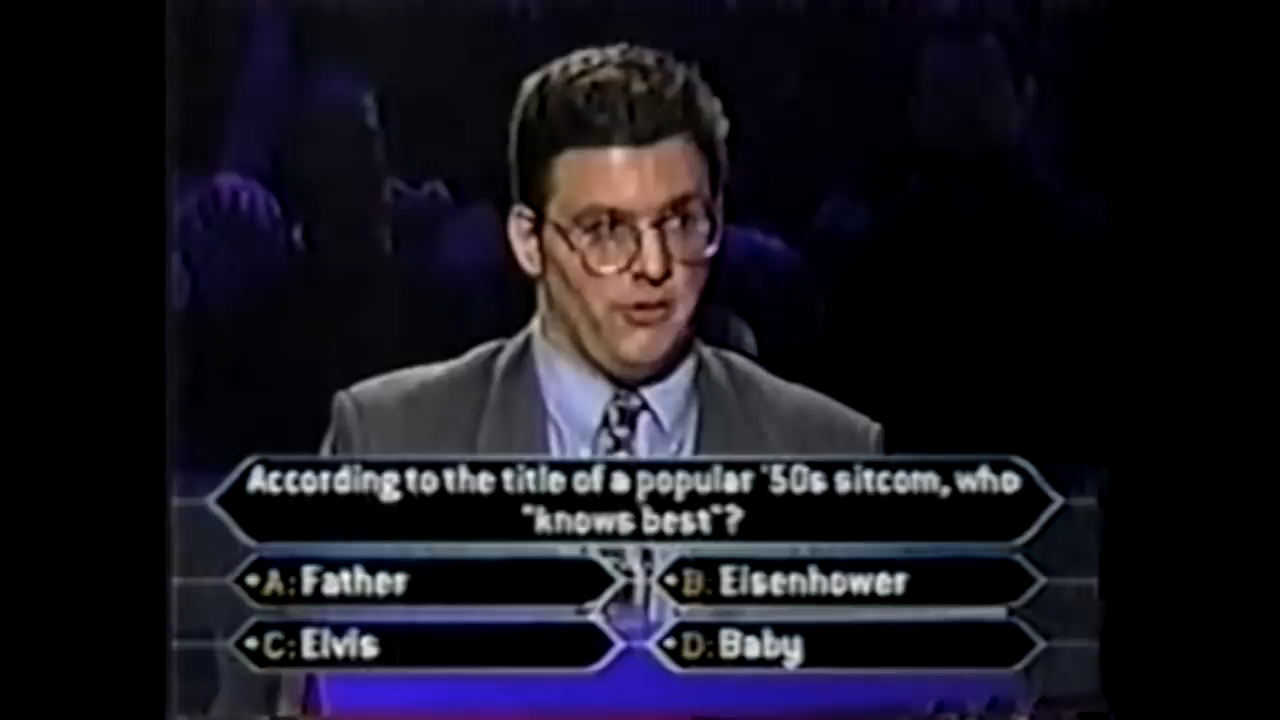 According to the title of a popular '50s sitcom, who
"knows best"?
•A: Father
•B: Eisenhower
•C: Elvis
•D: Baby